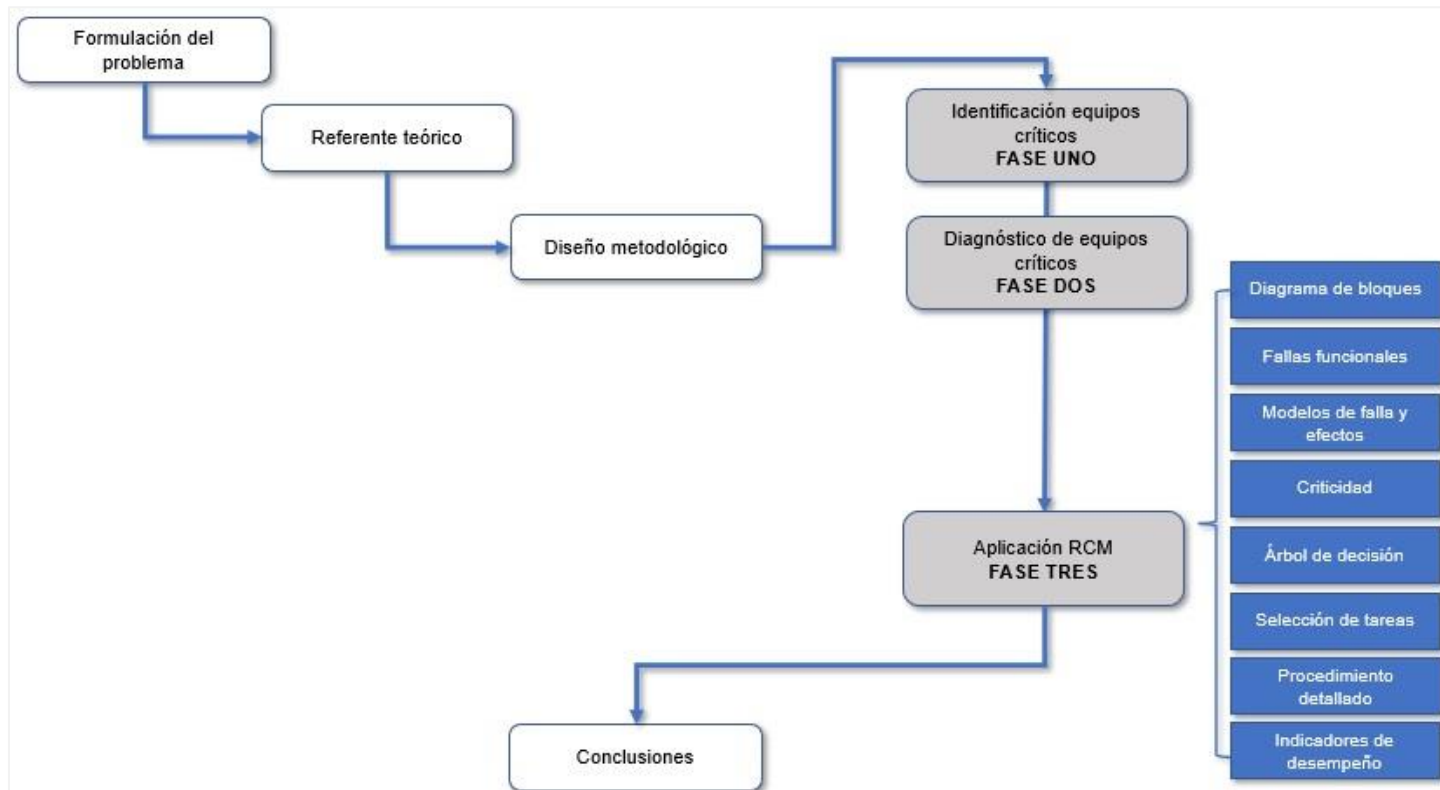 Formulación del
problema
Referente teórico
Diseño metodológico
Identificación equipos
críticos
FASE UNO
Diagnóstico de equipos
críticos
FASE DOS
Aplicación RCM
FASE TRES
Diagrama de bloques
Fallas funcionales
Modelos de falla y
efectos
Criticidad
Árbol de decisión
Selección de tareas
Procedimiento
detallado
Indicadores de
desempeño
Conclusiones